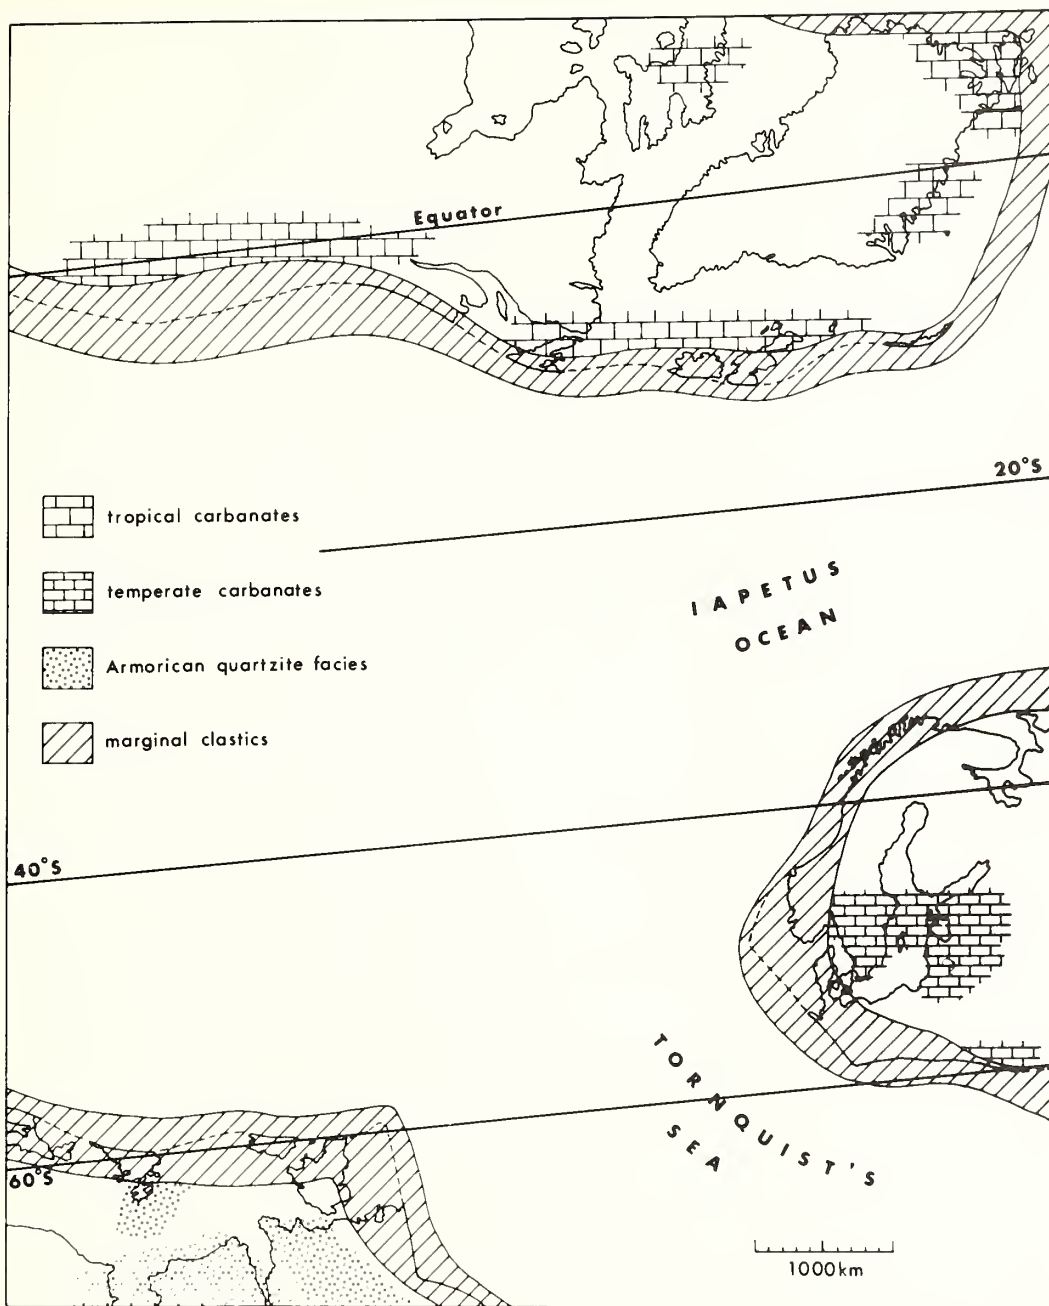 Equator
20°S
tropical carbanates
temperate carbanates
Armorican quartzite facies
marginal clastics
IAPETUS
OCEAN
40°S
TORNQUIST'S
SEA
60°S
1000km